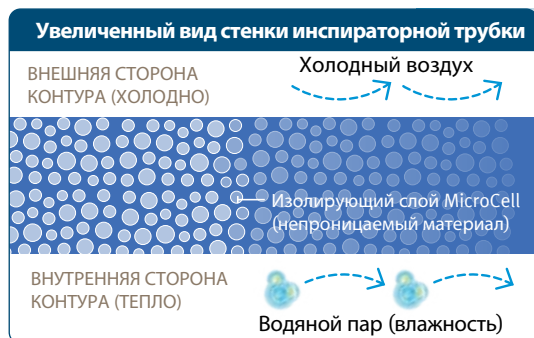 Увеличенный вид стенки инспираторной трубки
ВНЕШНЯЯ СТОРОНА
КОНТУРА (ХОЛОДНО)
Холодный воздух
Изолирующий слой MicroCell
(непроницаемый материал)
ВНУТРЕННЯЯ СТОРОНА
КОНТУРА (ТЕПЛО)
Водяной пар (влажность)